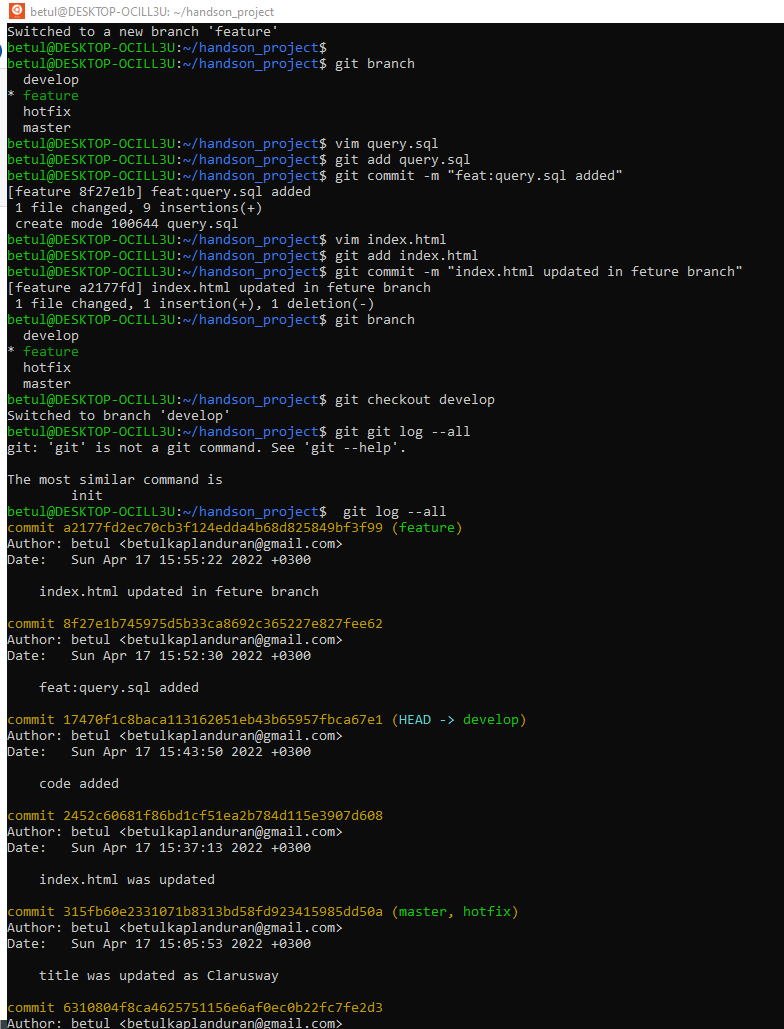 betul@DESKTOP-OCILL3U: ~/handson_project
Switched to a new branch 'feature'
betul@DESKTOP-OCILL3U:~/handson_project$
betul@DESKTOP-OCILL3U:~/handson_project$ git branch
  develop
* feature
  hotfix
  master
betul@DESKTOP-OCILL3U:~/handson_project$ vim query.sql
betul@DESKTOP-OCILL3U:~/handson_project$ git add query.sql
betul@DESKTOP-OCILL3U:~/handson_project$ git commit -m "feat:query.sql added"
[feature 8f27e1b] feat:query.sql added
 1 file changed, 9 insertions(+)
 create mode 100644 query.sql
betul@DESKTOP-OCILL3U:~/handson_project$ vim index.html
betul@DESKTOP-OCILL3U:~/handson_project$ git add index.html
betul@DESKTOP-OCILL3U:~/handson_project$ git commit -m "index.html updated in feture branch"
[feature a2177fd] index.html updated in feture branch
 1 file changed, 1 insertion(+), 1 deletion(-)
betul@DESKTOP-OCILL3U:~/handson_project$ git branch
  develop
* feature
  hotfix
  master
betul@DESKTOP-OCILL3U:~/handson_project$ git checkout develop
Switched to branch 'develop'
betul@DESKTOP-OCILL3U:~/handson_project$ git git log --all
git: 'git' is not a git command. See 'git --help'.

The most similar command is
        init
betul@DESKTOP-OCILL3U:~/handson_project$  git log --all
commit a2177fd2ec70cb3f124edda4b68d825849bf3f99 (feature)
Author: betul <betulkaplanduran@gmail.com>
Date:   Sun Apr 17 15:55:22 2022 +0300

    index.html updated in feture branch

commit 8f27e1b745975d5b33ca8692c365227e827fee62
Author: betul <betulkaplanduran@gmail.com>
Date:   Sun Apr 17 15:52:30 2022 +0300

    feat:query.sql added

commit 17470f1c8baca113162051eb43b65957fbca67e1 (HEAD -> develop)
Author: betul <betulkaplanduran@gmail.com>
Date:   Sun Apr 17 15:43:50 2022 +0300

    code added

commit 2452c60681f86bd1cf51ea2b784d115e3907d608
Author: betul <betulkaplanduran@gmail.com>
Date:   Sun Apr 17 15:37:13 2022 +0300

    index.html was updated

commit 315fb60e2331071b8313bd58fd923415985dd50a (master, hotfix)
Author: betul <betulkaplanduran@gmail.com>
Date:   Sun Apr 17 15:05:53 2022 +0300

    title was updated as Clarusway

commit 6310804f8ca4625751156e6af0ec0b22fc7fe2d3
Author: betul <betulkaplanduran@gmail.com>